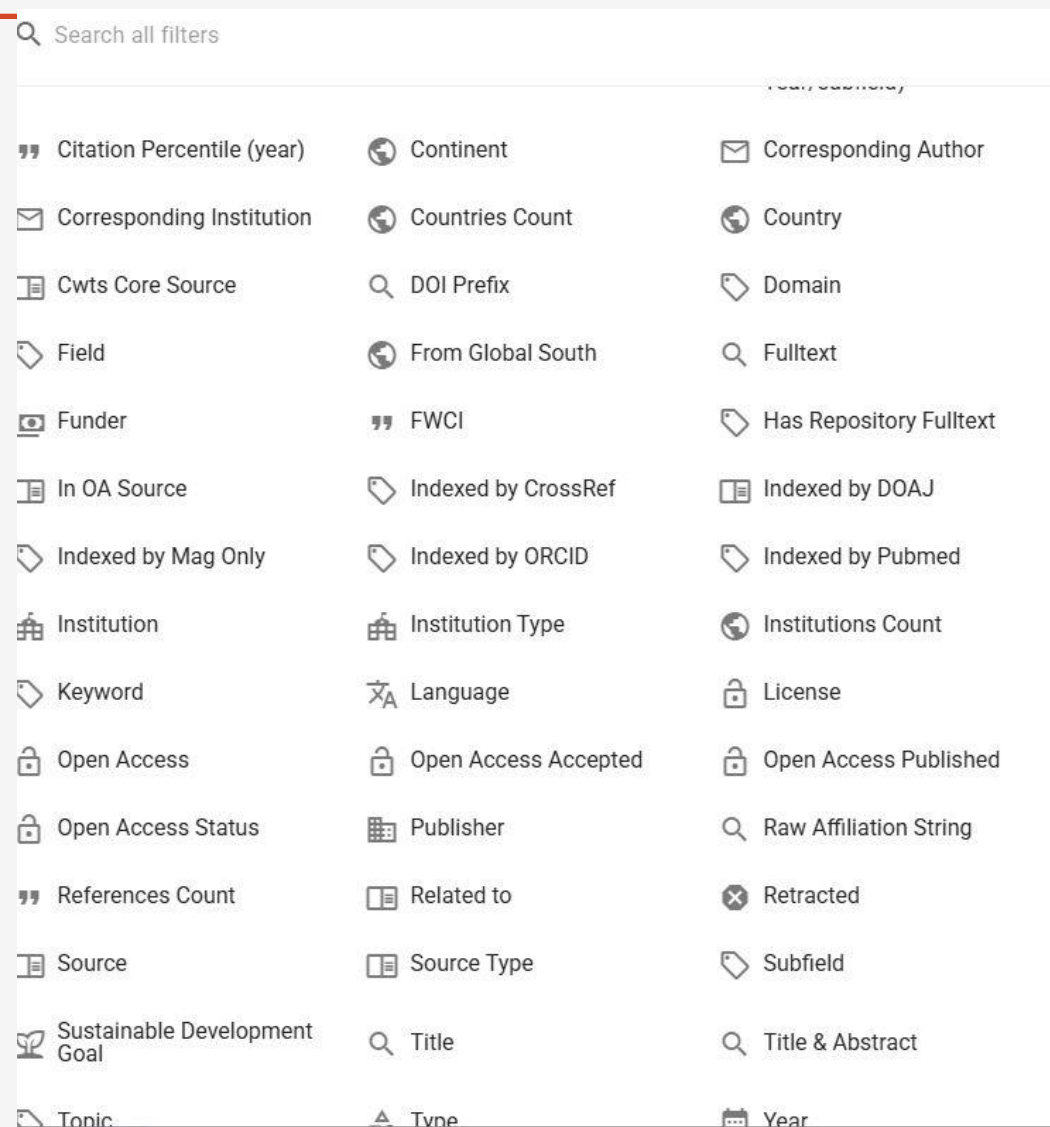 Search all filters
Year/Subfield)
Citation Percentile (year)
Continent
Corresponding Author
Corresponding Institution
Countries Count
Country
Cwts Core Source
DOI Prefix
Domain
Field
From Global South
Fulltext
Funder
FWCI
Has Repository Fulltext
In OA Source
Indexed by CrossRef
Indexed by DOAJ
Indexed by Mag Only
Indexed by ORCID
Indexed by Pubmed
Institution
Institution Type
Institutions Count
Keyword
Language
License
Open Access
Open Access Accepted
Open Access Published
Open Access Status
Publisher
Raw Affiliation String
References Count
Related to
Retracted
Source
Source Type
Subfield
Sustainable Development
Goal
Title
Title & Abstract
Topic
Type
Year